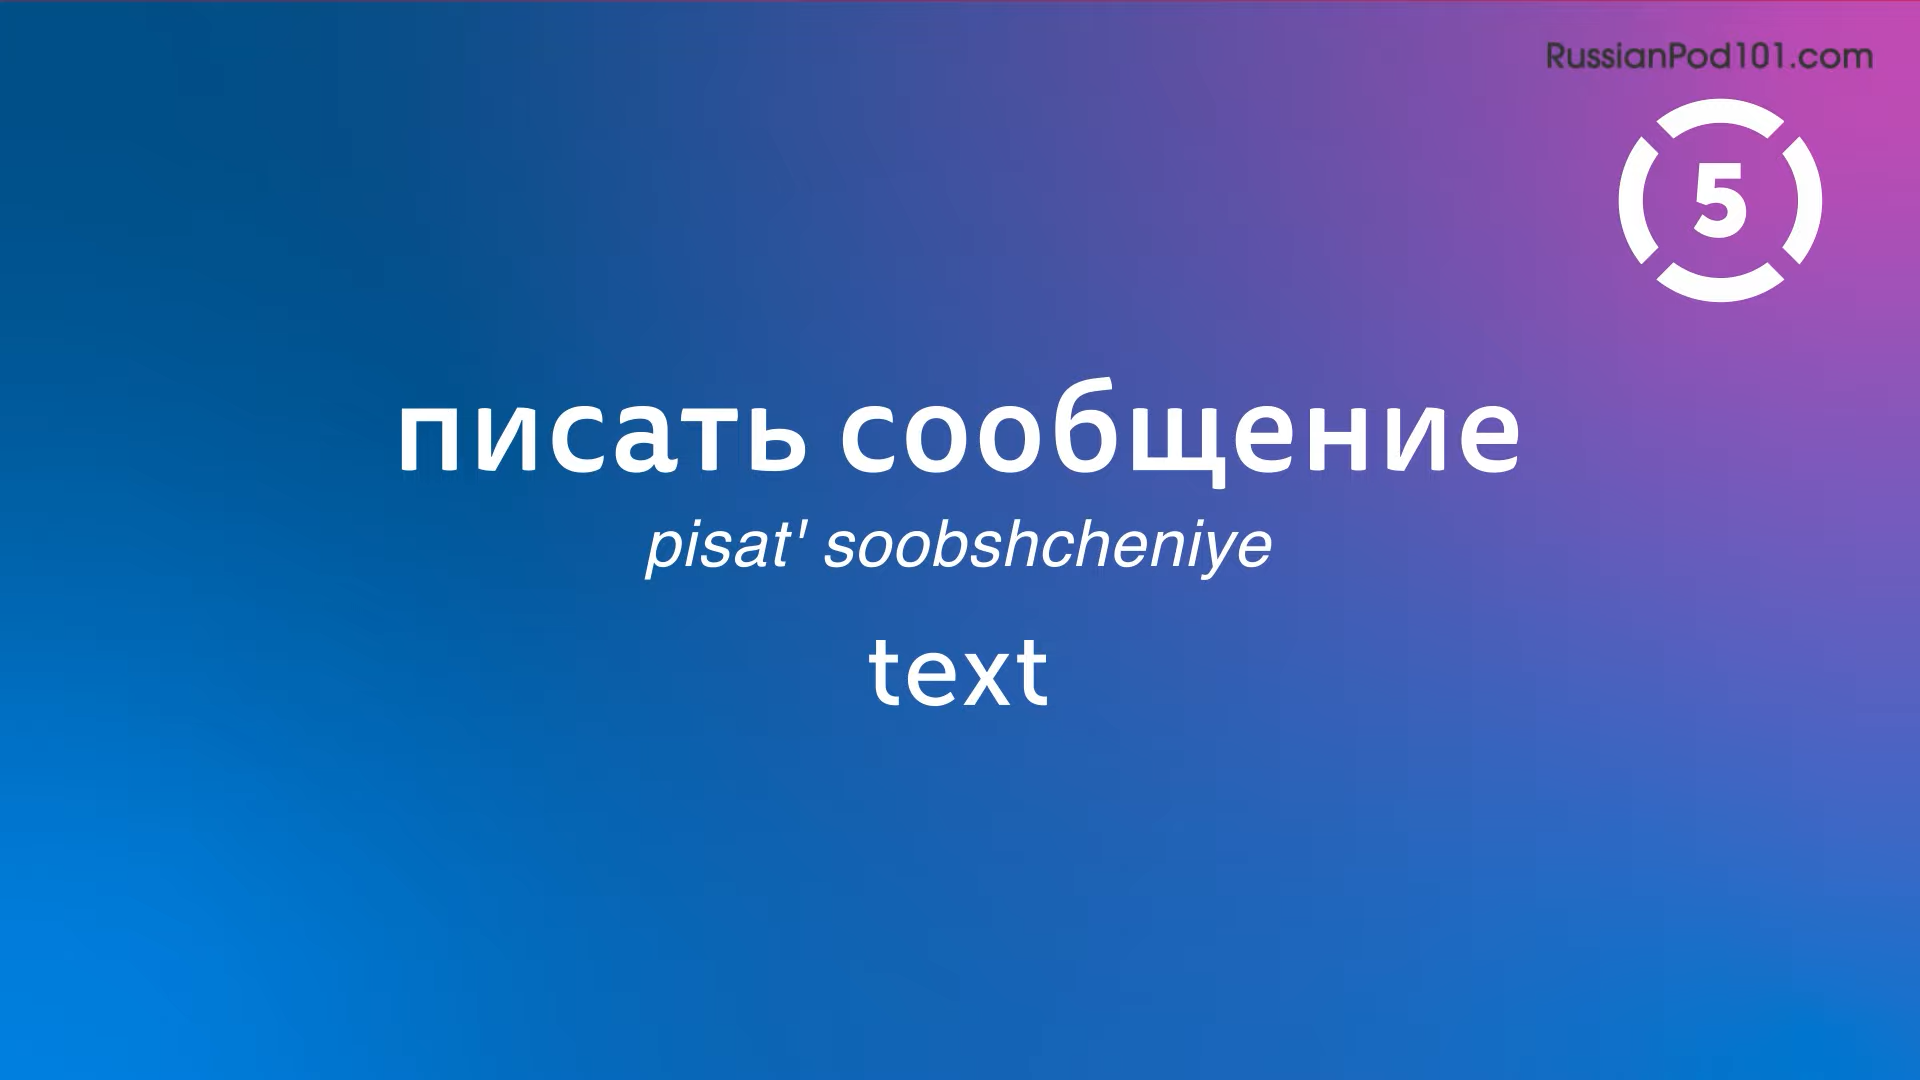 RussianPod101.com
5
писать сообщение
pisat' soobshcheniye
text